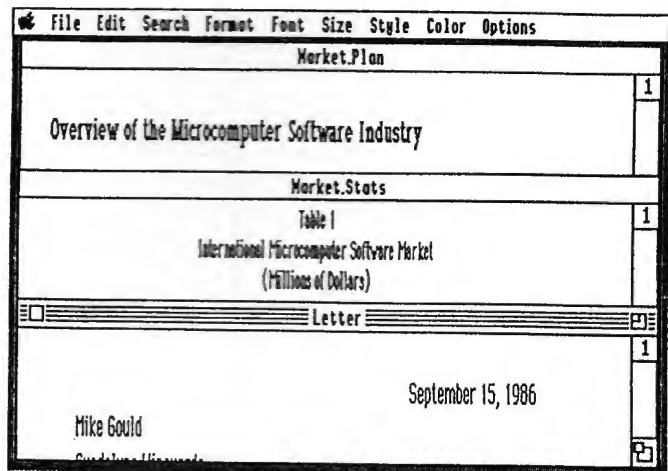 File Edit Search Format Font Size Style Color Options
Market.Plan
1
Overview of the Microcomputer Software Industry
Market.Stats
1
Table 1
International Microcomputer Software Market
(Millions of Dollars)
Letter
1
September 15, 1986
Mike Gould